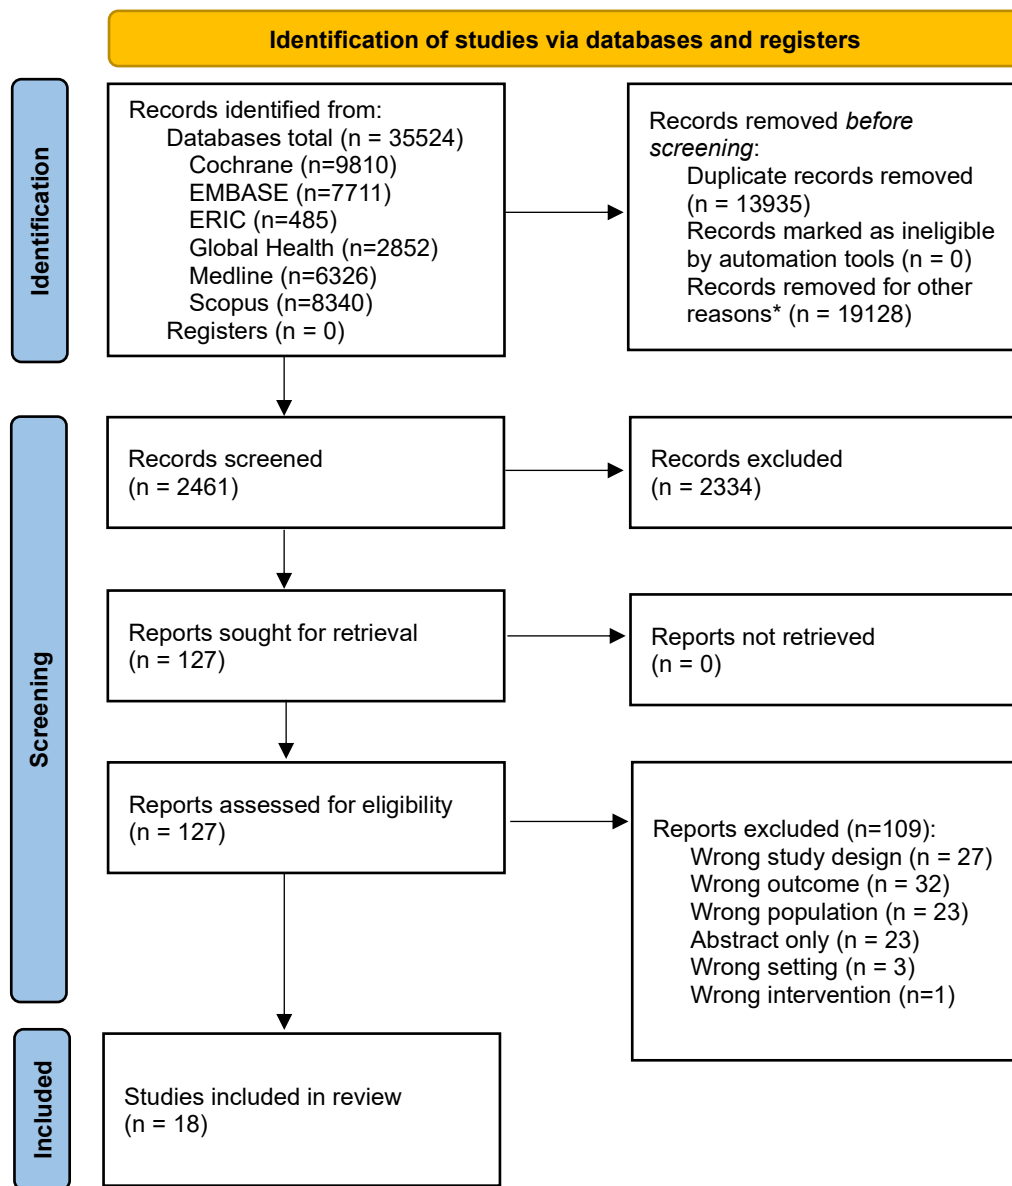 Identification of studies via databases and registers
Identification
Records identified from:
Databases total (n = 35524)
Cochrane (n=9810)
EMBASE (n=7711)
ERIC (n=485)
Global Health (n=2852)
Medline (n=6326)
Scopus (n=8340)
Registers (n = 0)
Records removed before
screening:
Duplicate records removed
(n = 13935)
Records marked as ineligible
by automation tools (n = 0)
Records removed for other
reasons* (n = 19128)
Screening
Records screened
(n = 2461)
Records excluded
(n = 2334)
Reports sought for retrieval
(n = 127)
Reports not retrieved
(n = 0)
Reports assessed for eligibility
(n = 127)
Reports excluded (n=109):
Wrong study design (n = 27)
Wrong outcome (n = 32)
Wrong population (n = 23)
Abstract only (n = 23)
Wrong setting (n = 3)
Wrong intervention (n=1)
Included
Studies included in review
(n = 18)